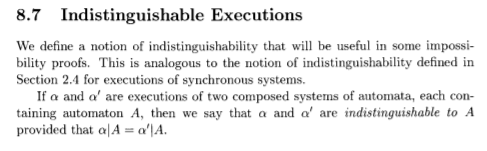 8.7 Indistinguishable Executions
We define a notion of indistinguishability that will be useful in some impossi-
bility proofs. This is analogous to the notion of indistinguishability defined in
Section 2.4 for executions of synchronous systems.
If α and α′ are executions of two composed systems of automata, each con-
taining automaton A, then we say that α and α′ are indistinguishable to A
provided that α|A = α′|A.